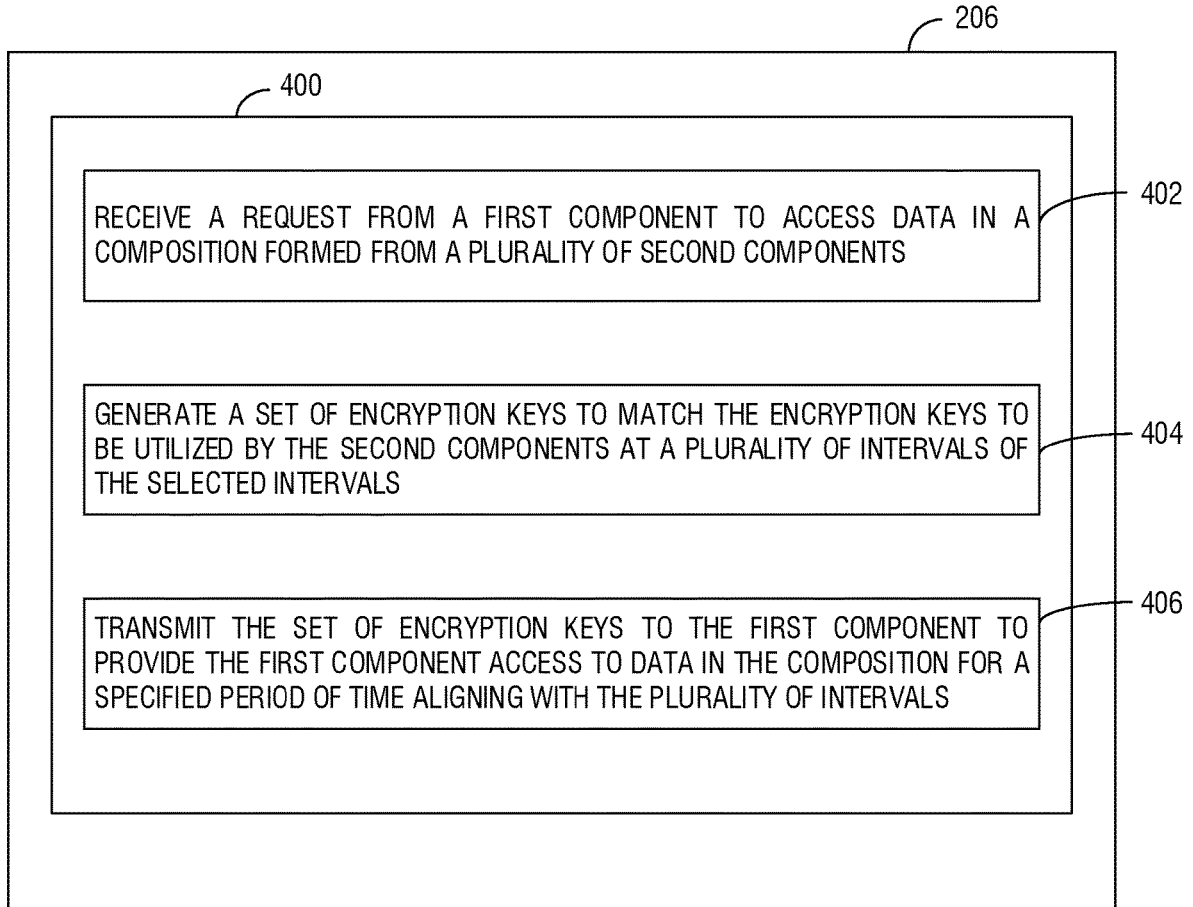 206
400
RECEIVE A REQUEST FROM A FIRST COMPONENT TO ACCESS DATA IN A
COMPOSITION FORMED FROM A PLURALITY OF SECOND COMPONENTS
402
GENERATE A SET OF ENCRYPTION KEYS TO MATCH THE ENCRYPTION KEYS TO
BE UTILIZED BY THE SECOND COMPONENTS AT A PLURALITY OF INTERVALS OF
THE SELECTED INTERVALS
404
TRANSMIT THE SET OF ENCRYPTION KEYS TO THE FIRST COMPONENT TO
PROVIDE THE FIRST COMPONENT ACCESS TO DATA IN THE COMPOSITION FOR A
SPECIFIED PERIOD OF TIME ALIGNING WITH THE PLURALITY OF INTERVALS
406